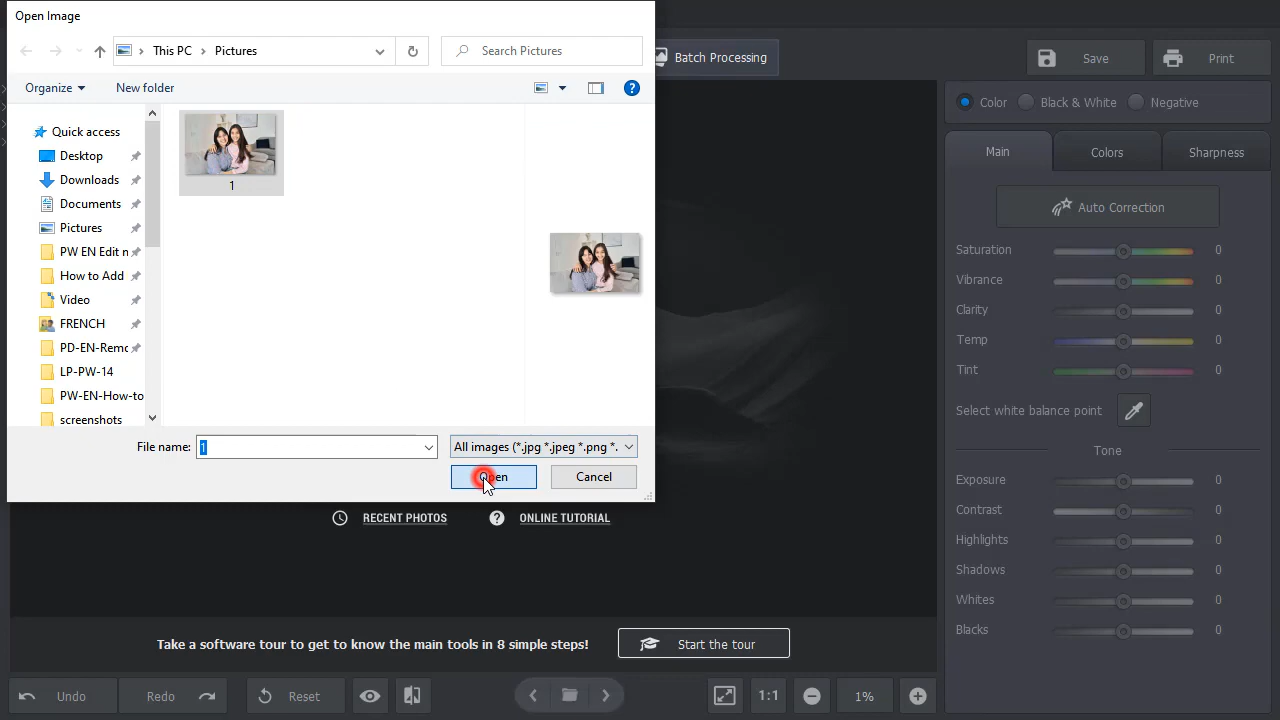 Open Image
This PC
Pictures
Search Pictures
Batch Processing
Save
Print
Organize
New folder
Color
Black & White
Negative
Quick access
Desktop
Downloads
Documents
Pictures
PW EN Edit n
How to Add
Video
FRENCH
PD-EN-Remo
LP-PW-14
PW-EN-How-to
screenshots
1
Main
Colors
Sharpness
Auto Correction
Saturation 0
Vibrance 0
Clarity 0
Temp 0
Tint 0
Select white balance point
Tone
Exposure 0
Contrast 0
Highlights 0
Shadows 0
Whites 0
Blacks 0
File name: 1
All images (*.jpg *.jpeg *.png *.
Open
Cancel
RECENT PHOTOS
ONLINE TUTORIAL
Take a software tour to get to know the main tools in 8 simple steps!
Start the tour
Undo
Redo
Reset
1:1
1%